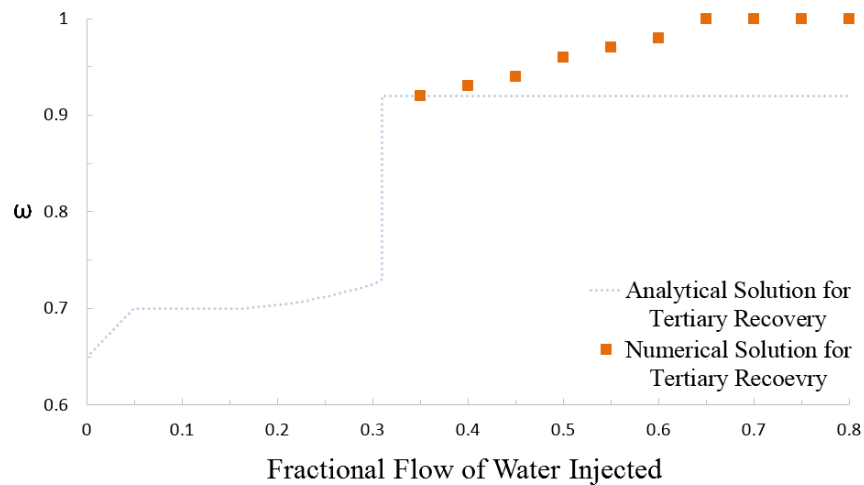 1
0.9
0.8
0.7
0.6
ω
0
0.1
0.2
0.3
0.4
0.5
0.6
0.7
0.8
Fractional Flow of Water Injected
Analytical Solution for
Tertiary Recovery
Numerical Solution for
Tertiary Recoevry